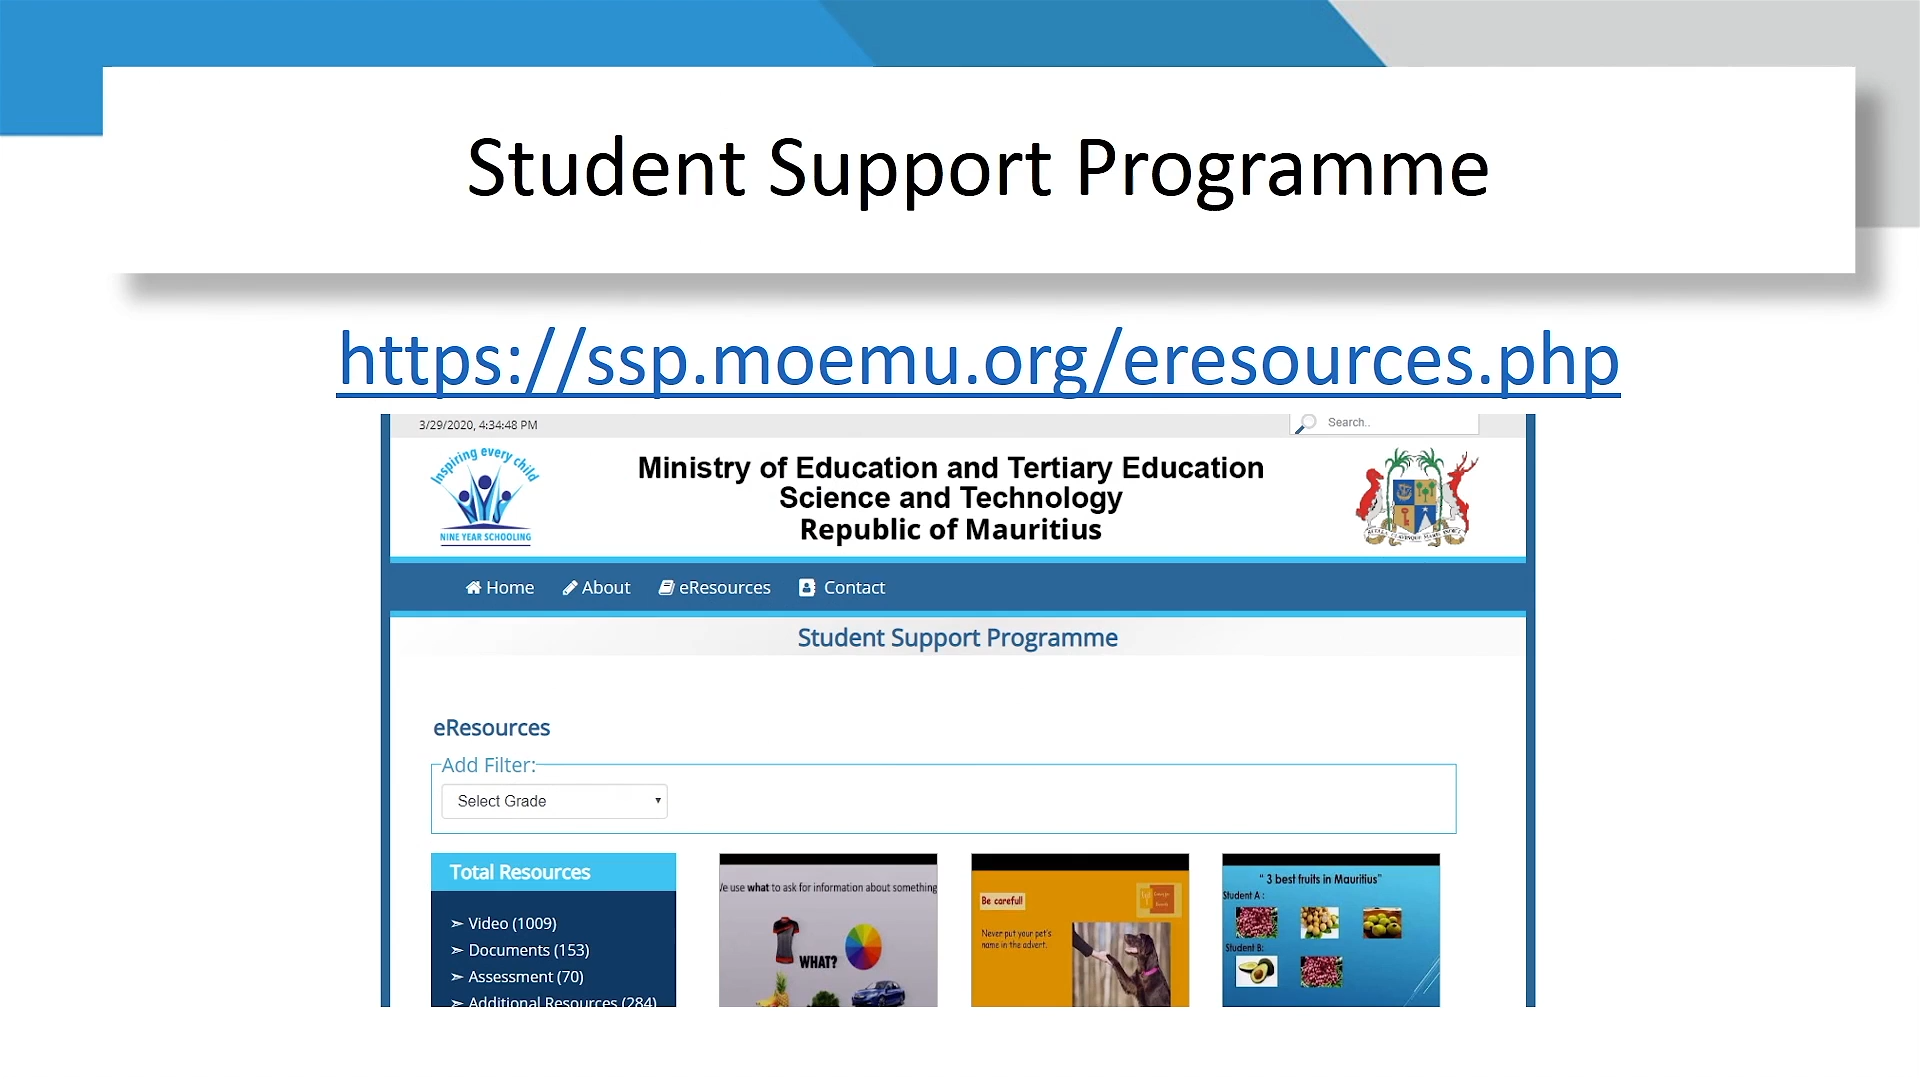 Student Support Programme
https://ssp.moemu.org/eresources.php
3/29/2020, 4:34:48 PM
Search..
Inspiring every child
NINE YEAR SCHOOLING
Ministry of Education and Tertiary Education
Science and Technology
Republic of Mauritius
Home About eResources Contact
Student Support Programme
eResources
Add Filter:
Select Grade
Total Resources
➣ Video (1009)
➣ Documents (153)
➣ Assessment (70)
➣ Additional Resources (284)
use what to ask for information about something
WHAT?
Be careful!
Never put your pet's
name in the advert.
" 3 best fruits in Mauritius"
Student A :
Student B: